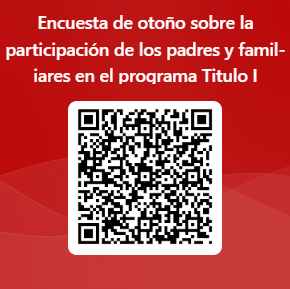 Encuesta de otoño sobre la
participación de los padres y famil-
iares en el programa Titulo I